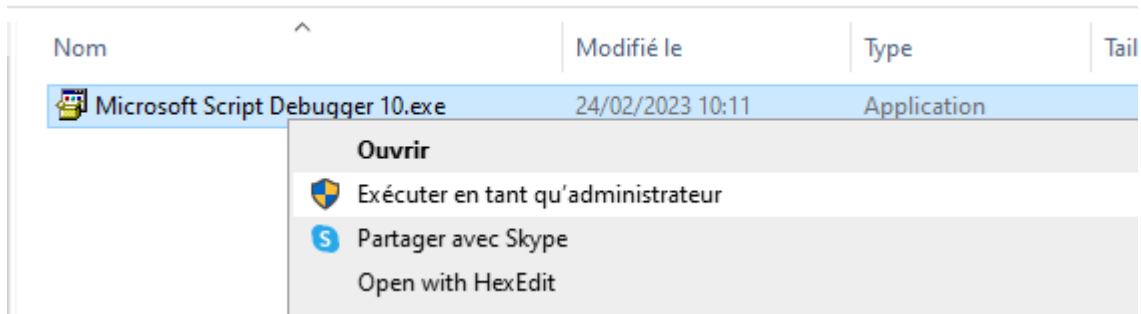 Nom Modifié le Type Tail
Microsoft Script Debugger 10.exe 24/02/2023 10:11 Application
Ouvrir
Exécuter en tant qu'administrateur
Partager avec Skype
Open with HexEdit